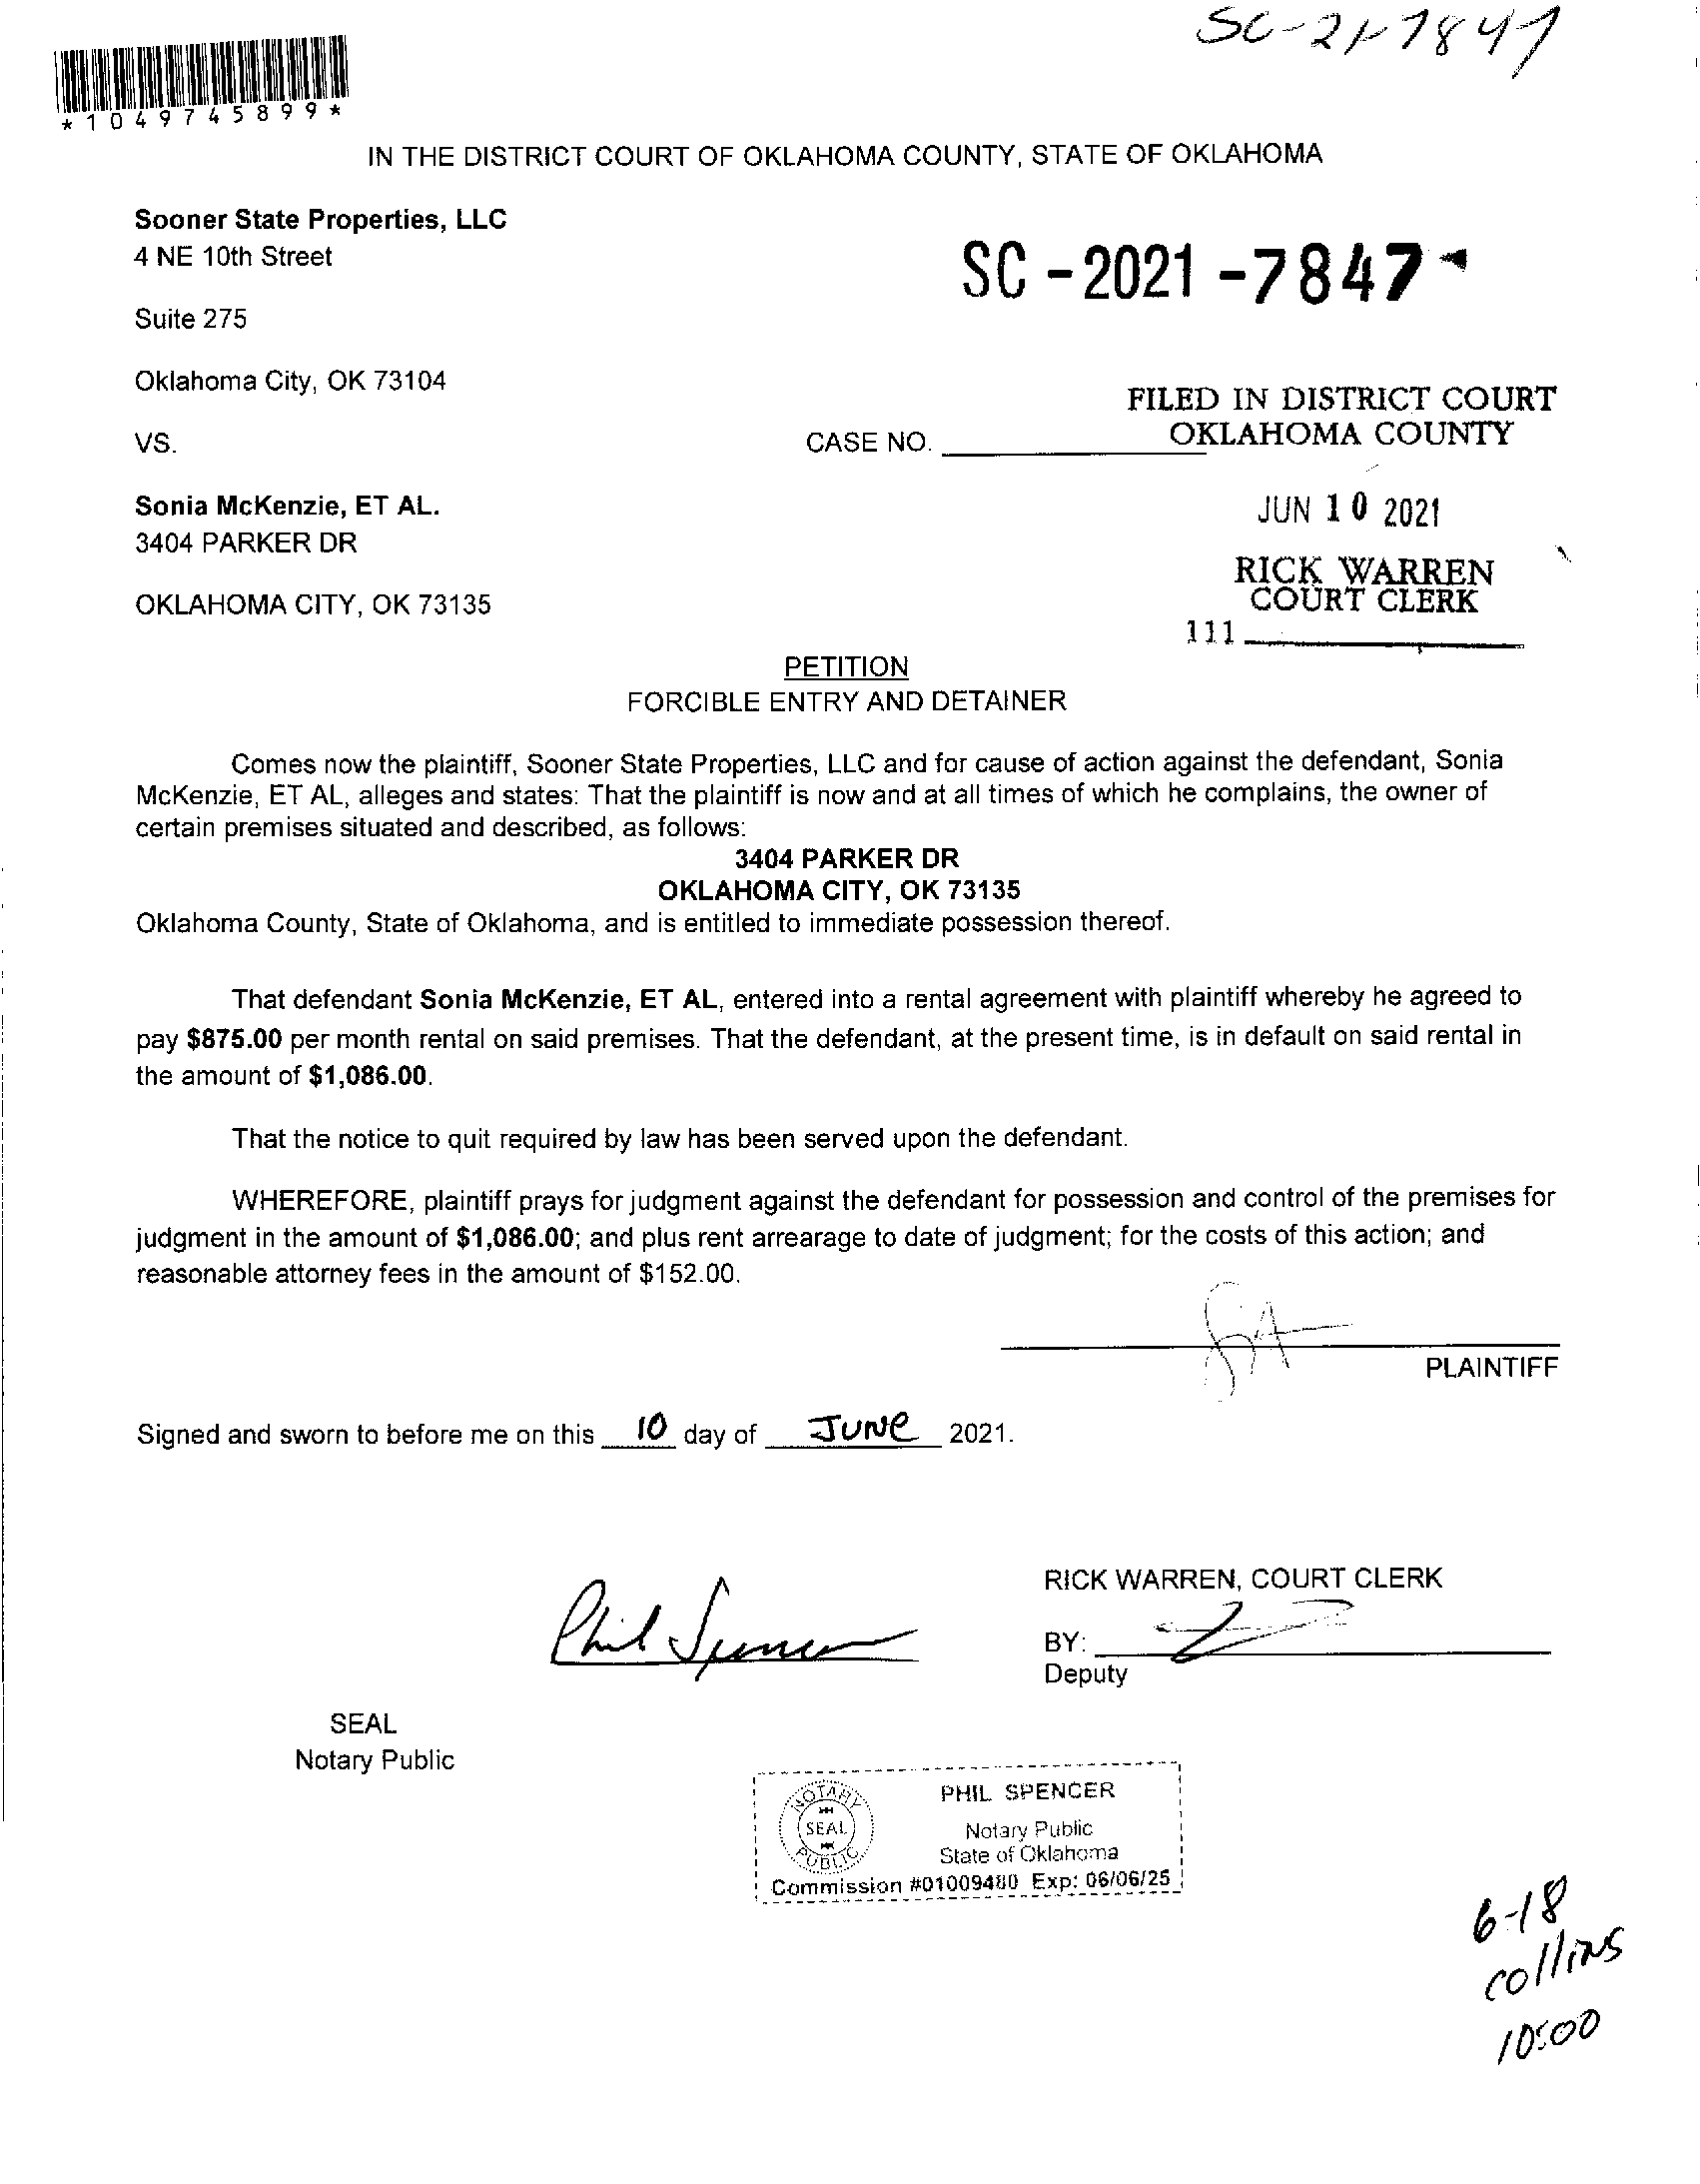 SC-21-7847
*1049745899*
IN THE DISTRICT COURT OF OKLAHOMA COUNTY, STATE OF OKLAHOMA
Sooner State Properties, LLC
4 NE 10th Street
SC - 2021 - 7847
Suite 275
Oklahoma City, OK 73104
FILED IN DISTRICT COURT
OKLAHOMA COUNTY
VS.
CASE NO.
Sonia McKenzie, ET AL.
JUN 10 2021
3404 PARKER DR
RICK WARREN
COURT CLERK
OKLAHOMA CITY, OK 73135
111
PETITION
FORCIBLE ENTRY AND DETAINER
Comes now the plaintiff, Sooner State Properties, LLC and for cause of action against the defendant, Sonia
McKenzie, ET AL, alleges and states: That the plaintiff is now and at all times of which he complains, the owner of
certain premises situated and described, as follows:
3404 PARKER DR
OKLAHOMA CITY, OK 73135
Oklahoma County, State of Oklahoma, and is entitled to immediate possession thereof.
That defendant Sonia McKenzie, ET AL, entered into a rental agreement with plaintiff whereby he agreed to
pay $875.00 per month rental on said premises. That the defendant, at the present time, is in default on said rental in
the amount of $1,086.00.
That the notice to quit required by law has been served upon the defendant.
WHEREFORE, plaintiff prays for judgment against the defendant for possession and control of the premises for
judgment in the amount of $1,086.00; and plus rent arrearage to date of judgment; for the costs of this action; and
reasonable attorney fees in the amount of $152.00.
PLAINTIFF
Signed and sworn to before me on this 10 day of JUNE 2021.
RICK WARREN, COURT CLERK
Phil Spencer
BY:
Deputy
SEAL
Notary Public
NOTARY
SEAL
PUBLIC
PHIL SPENCER
Notary Public
State of Oklahoma
Commission #01009480 Exp: 06/06/25
6-18
collins
10:00